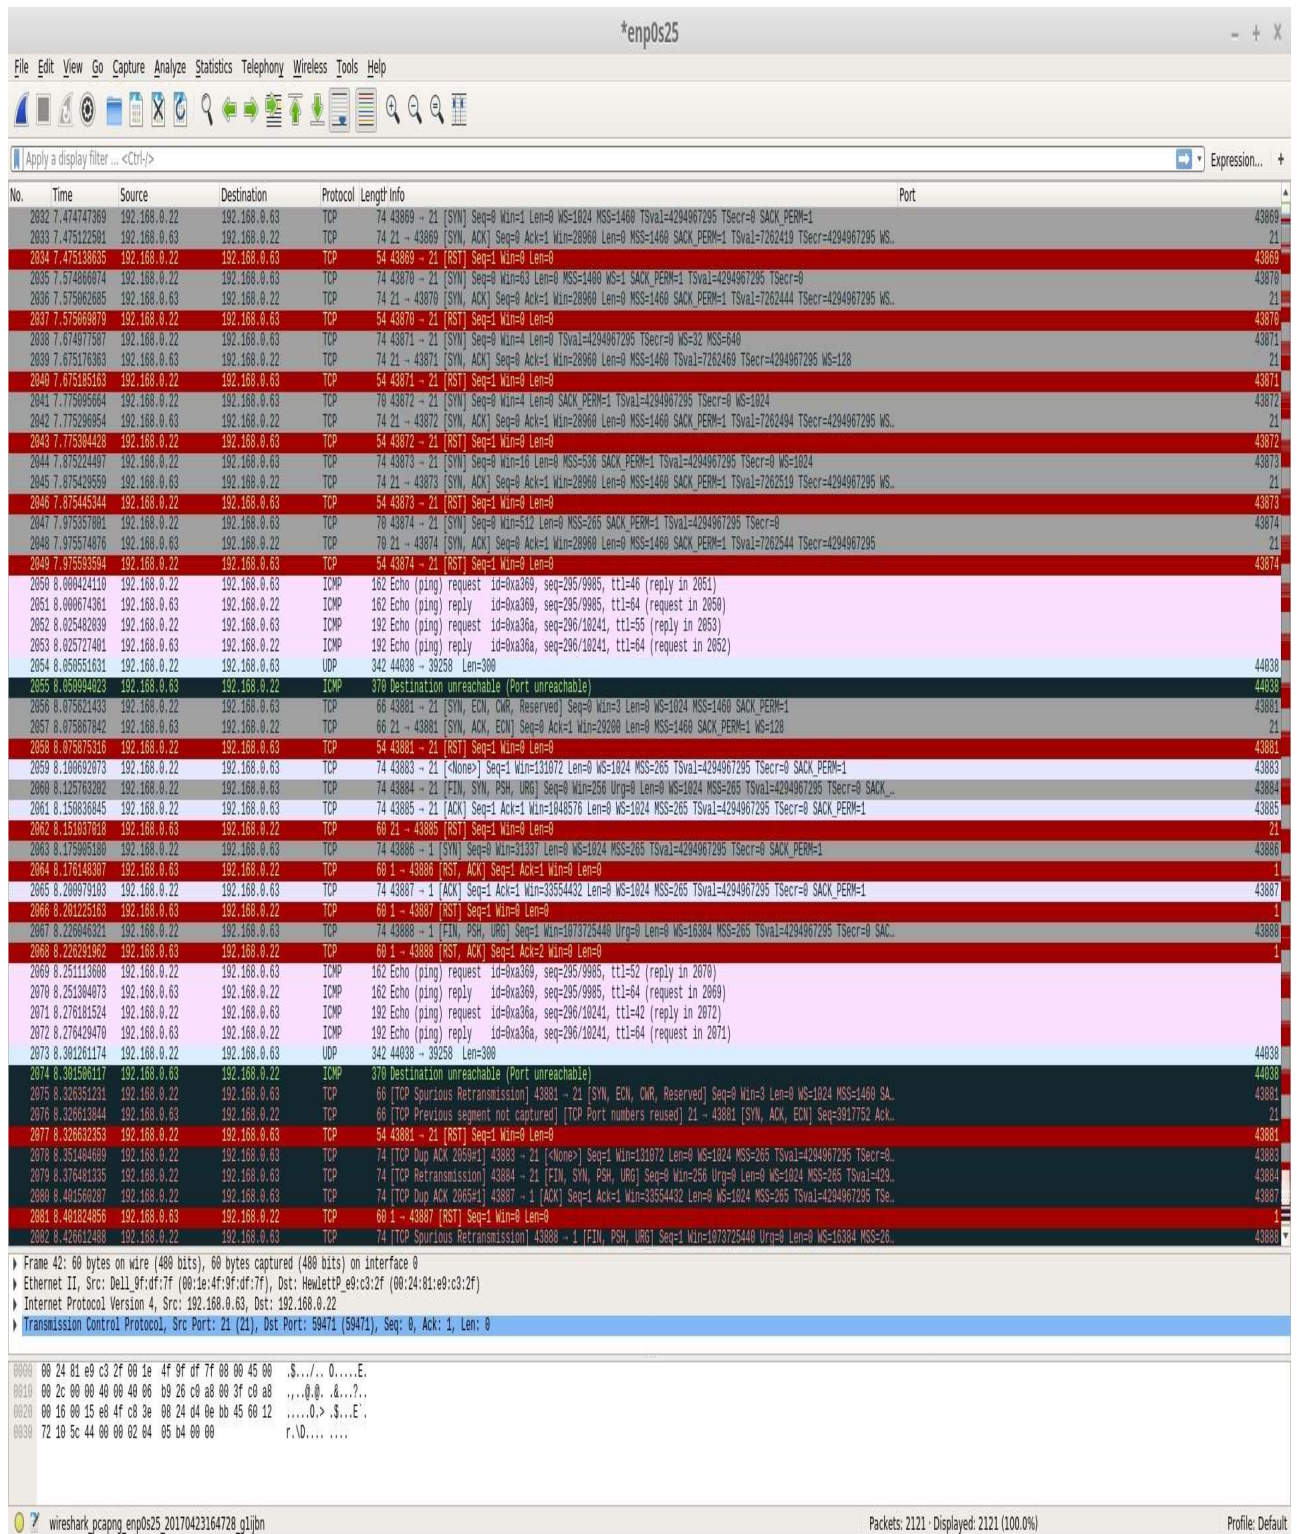 *enp0s25
File Edit View Go Capture Analyze Statistics Telephony Wireless Tools Help
Apply a display filter ... <Ctrl-/> Expression... +
No. Time Source Destination Protocol Length Info Port
2032 7.474747369 192.168.0.22 192.168.0.63 TCP 74 43869 → 21 [SYN] Seq=0 Win=1 Len=0 WS=1024 MSS=1460 TSval=4294967295 TSecr=0 SACK_PERM=1 43869
2033 7.475122501 192.168.0.63 192.168.0.22 TCP 74 21 → 43869 [SYN, ACK] Seq=0 Ack=1 Win=28960 Len=0 MSS=1460 SACK_PERM=1 TSval=7262419 TSecr=4294967295 WS… 21
2034 7.475138635 192.168.0.22 192.168.0.63 TCP 54 43869 → 21 [RST] Seq=1 Win=0 Len=0 43869
2035 7.574866074 192.168.0.22 192.168.0.63 TCP 74 43870 → 21 [SYN] Seq=0 Win=63 Len=0 MSS=1400 WS=1 SACK_PERM=1 TSval=4294967295 TSecr=0 43870
2036 7.575062685 192.168.0.63 192.168.0.22 TCP 74 21 → 43870 [SYN, ACK] Seq=0 Ack=1 Win=28960 Len=0 MSS=1460 SACK_PERM=1 TSval=7262444 TSecr=4294967295 WS… 21
2037 7.575069879 192.168.0.22 192.168.0.63 TCP 54 43870 → 21 [RST] Seq=1 Win=0 Len=0 43870
2038 7.674977507 192.168.0.22 192.168.0.63 TCP 74 43871 → 21 [SYN] Seq=0 Win=4 Len=0 TSval=4294967295 TSecr=0 WS=32 MSS=640 43871
2039 7.675176363 192.168.0.63 192.168.0.22 TCP 74 21 → 43871 [SYN, ACK] Seq=0 Ack=1 Win=28960 Len=0 MSS=1460 TSval=7262469 TSecr=4294967295 WS=128 21
2040 7.675185163 192.168.0.22 192.168.0.63 TCP 54 43871 → 21 [RST] Seq=1 Win=0 Len=0 43871
2041 7.775095664 192.168.0.22 192.168.0.63 TCP 70 43872 → 21 [SYN] Seq=0 Win=4 Len=0 SACK_PERM=1 TSval=4294967295 TSecr=0 WS=1024 43872
2042 7.775296954 192.168.0.63 192.168.0.22 TCP 74 21 → 43872 [SYN, ACK] Seq=0 Ack=1 Win=28960 Len=0 MSS=1460 SACK_PERM=1 TSval=7262494 TSecr=4294967295 WS… 21
2043 7.775304428 192.168.0.22 192.168.0.63 TCP 54 43872 → 21 [RST] Seq=1 Win=0 Len=0 43872
2044 7.875224497 192.168.0.22 192.168.0.63 TCP 74 43873 → 21 [SYN] Seq=0 Win=16 Len=0 MSS=536 SACK_PERM=1 TSval=4294967295 TSecr=0 WS=1024 43873
2045 7.875429559 192.168.0.63 192.168.0.22 TCP 74 21 → 43873 [SYN, ACK] Seq=0 Ack=1 Win=28960 Len=0 MSS=1460 SACK_PERM=1 TSval=7262519 TSecr=4294967295 WS… 21
2046 7.875445344 192.168.0.22 192.168.0.63 TCP 54 43873 → 21 [RST] Seq=1 Win=0 Len=0 43873
2047 7.975357801 192.168.0.22 192.168.0.63 TCP 70 43874 → 21 [SYN] Seq=0 Win=512 Len=0 MSS=265 SACK_PERM=1 TSval=4294967295 TSecr=0 43874
2048 7.975574876 192.168.0.63 192.168.0.22 TCP 70 21 → 43874 [SYN, ACK] Seq=0 Ack=1 Win=28960 Len=0 MSS=1460 SACK_PERM=1 TSval=7262544 TSecr=4294967295 21
2049 7.975593594 192.168.0.22 192.168.0.63 TCP 54 43874 → 21 [RST] Seq=1 Win=0 Len=0 43874
2050 8.000424110 192.168.0.22 192.168.0.63 ICMP 162 Echo (ping) request id=0xa369, seq=295/9985, ttl=46 (reply in 2051)
2051 8.000674361 192.168.0.63 192.168.0.22 ICMP 162 Echo (ping) reply id=0xa369, seq=295/9985, ttl=64 (request in 2050)
2052 8.025482039 192.168.0.22 192.168.0.63 ICMP 192 Echo (ping) request id=0xa36a, seq=296/10241, ttl=55 (reply in 2053)
2053 8.025727401 192.168.0.63 192.168.0.22 ICMP 192 Echo (ping) reply id=0xa36a, seq=296/10241, ttl=64 (request in 2052)
2054 8.050551631 192.168.0.22 192.168.0.63 UDP 342 44038 → 39258 Len=300 44038
2055 8.050994023 192.168.0.63 192.168.0.22 ICMP 370 Destination unreachable (Port unreachable) 44038
2056 8.075621433 192.168.0.22 192.168.0.63 TCP 66 43881 → 21 [SYN, ECN, CWR, Reserved] Seq=0 Win=3 Len=0 WS=1024 MSS=1460 SACK_PERM=1 43881
2057 8.075867842 192.168.0.63 192.168.0.22 TCP 66 21 → 43881 [SYN, ACK, ECN] Seq=0 Ack=1 Win=29200 Len=0 MSS=1460 SACK_PERM=1 WS=128 21
2058 8.075875316 192.168.0.22 192.168.0.63 TCP 54 43881 → 21 [RST] Seq=1 Win=0 Len=0 43881
2059 8.100692073 192.168.0.22 192.168.0.63 TCP 74 43883 → 21 [<None>] Seq=1 Win=131072 Len=0 WS=1024 MSS=265 TSval=4294967295 TSecr=0 SACK_PERM=1 43883
2060 8.125763202 192.168.0.22 192.168.0.63 TCP 74 43884 → 21 [FIN, SYN, PSH, URG] Seq=0 Win=256 Urg=0 Len=0 WS=1024 MSS=265 TSval=4294967295 TSecr=0 SACK_… 43884
2061 8.150836845 192.168.0.22 192.168.0.63 TCP 74 43885 → 21 [ACK] Seq=1 Ack=1 Win=1048576 Len=0 WS=1024 MSS=265 TSval=4294967295 TSecr=0 SACK_PERM=1 43885
2062 8.151037018 192.168.0.63 192.168.0.22 TCP 60 21 → 43885 [RST] Seq=1 Win=0 Len=0 21
2063 8.175905180 192.168.0.22 192.168.0.63 TCP 74 43886 → 1 [SYN] Seq=0 Win=31337 Len=0 WS=1024 MSS=265 TSval=4294967295 TSecr=0 SACK_PERM=1 43886
2064 8.176148307 192.168.0.63 192.168.0.22 TCP 60 1 → 43886 [RST, ACK] Seq=1 Ack=1 Win=0 Len=0 1
2065 8.200979103 192.168.0.22 192.168.0.63 TCP 74 43887 → 1 [ACK] Seq=1 Ack=1 Win=33554432 Len=0 WS=1024 MSS=265 TSval=4294967295 TSecr=0 SACK_PERM=1 43887
2066 8.201225163 192.168.0.63 192.168.0.22 TCP 60 1 → 43887 [RST] Seq=1 Win=0 Len=0 1
2067 8.226046321 192.168.0.22 192.168.0.63 TCP 74 43888 → 1 [FIN, PSH, URG] Seq=1 Win=1073725440 Urg=0 Len=0 WS=16384 MSS=265 TSval=4294967295 TSecr=0 SAC… 43888
2068 8.226291962 192.168.0.63 192.168.0.22 TCP 60 1 → 43888 [RST, ACK] Seq=1 Ack=2 Win=0 Len=0 1
2069 8.251113608 192.168.0.22 192.168.0.63 ICMP 162 Echo (ping) request id=0xa369, seq=295/9985, ttl=52 (reply in 2070)
2070 8.251304073 192.168.0.63 192.168.0.22 ICMP 162 Echo (ping) reply id=0xa369, seq=295/9985, ttl=64 (request in 2069)
2071 8.276181524 192.168.0.22 192.168.0.63 ICMP 192 Echo (ping) request id=0xa36a, seq=296/10241, ttl=42 (reply in 2072)
2072 8.276429470 192.168.0.63 192.168.0.22 ICMP 192 Echo (ping) reply id=0xa36a, seq=296/10241, ttl=64 (request in 2071)
2073 8.301261174 192.168.0.22 192.168.0.63 UDP 342 44038 → 39258 Len=300 44038
2074 8.301506117 192.168.0.63 192.168.0.22 ICMP 370 Destination unreachable (Port unreachable) 44038
2075 8.326351231 192.168.0.22 192.168.0.63 TCP 66 [TCP Spurious Retransmission] 43881 → 21 [SYN, ECN, CWR, Reserved] Seq=0 Win=3 Len=0 WS=1024 MSS=1460 SA… 43881
2076 8.326613844 192.168.0.63 192.168.0.22 TCP 66 [TCP Previous segment not captured] [TCP Port numbers reused] 21 → 43881 [SYN, ACK, ECN] Seq=3917752 Ack… 21
2077 8.326632353 192.168.0.22 192.168.0.63 TCP 54 43881 → 21 [RST] Seq=1 Win=0 Len=0 43881
2078 8.351404689 192.168.0.22 192.168.0.63 TCP 74 [TCP Dup ACK 2059#1] 43883 → 21 [<None>] Seq=1 Win=131072 Len=0 WS=1024 MSS=265 TSval=4294967295 TSecr=0… 43883
2079 8.376481335 192.168.0.22 192.168.0.63 TCP 74 [TCP Retransmission] 43884 → 21 [FIN, SYN, PSH, URG] Seq=0 Win=256 Urg=0 Len=0 WS=1024 MSS=265 TSval=429… 43884
2080 8.401560287 192.168.0.22 192.168.0.63 TCP 74 [TCP Dup ACK 2065#1] 43887 → 1 [ACK] Seq=1 Ack=1 Win=33554432 Len=0 WS=1024 MSS=265 TSval=4294967295 TSe… 43887
2081 8.401824856 192.168.0.63 192.168.0.22 TCP 60 1 → 43887 [RST] Seq=1 Win=0 Len=0 1
2082 8.426612488 192.168.0.22 192.168.0.63 TCP 74 [TCP Spurious Retransmission] 43888 → 1 [FIN, PSH, URG] Seq=1 Win=1073725440 Urg=0 Len=0 WS=16384 MSS=26… 43888
Frame 42: 60 bytes on wire (480 bits), 60 bytes captured (480 bits) on interface 0
Ethernet II, Src: Dell_9f:df:7f (00:1e:4f:9f:df:7f), Dst: HewlettP_e9:c3:2f (00:24:81:e9:c3:2f)
Internet Protocol Version 4, Src: 192.168.0.63, Dst: 192.168.0.22
Transmission Control Protocol, Src Port: 21 (21), Dst Port: 59471 (59471), Seq: 0, Ack: 1, Len: 0
0000 00 24 81 e9 c3 2f 00 1e 4f 9f df 7f 08 00 45 00 .$.../.. O.....E.
0010 00 2c 00 00 40 00 40 06 b9 26 c0 a8 00 3f c0 a8 .,..@.@. .&...?..
0020 00 16 00 15 e8 4f c8 3e 08 24 d4 0e bb 45 60 12 .....O.> .$...E`.
0030 72 10 5c 44 00 00 02 04 05 b4 00 00 r.\D.... ....
wireshark_pcapng_enp0s25_20170423164728_g1ijbn Packets: 2121 · Displayed: 2121 (100.0%) Profile: Default